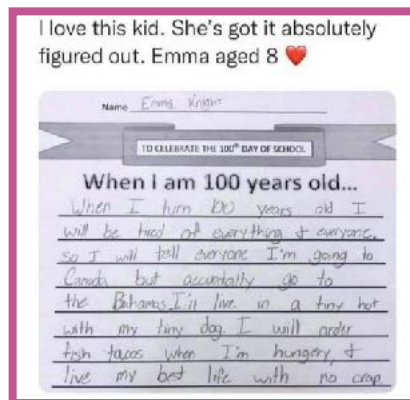 I love this kid. She's got it absolutely
figured out. Emma aged 8 ❤️
Name Emma Knight
TO CELEBRATE THE 100th DAY OF SCHOOL
When I am 100 years old...
When I turn 100 years old I
will be tired of everything & everyone.
so I will tell everyone I'm going to
Canada but accidentally go to
the Bahamas. I'll live in a tiny hut
with my tiny dog. I will order
fish tacos when I'm hungery, &
live my best life with no crap.